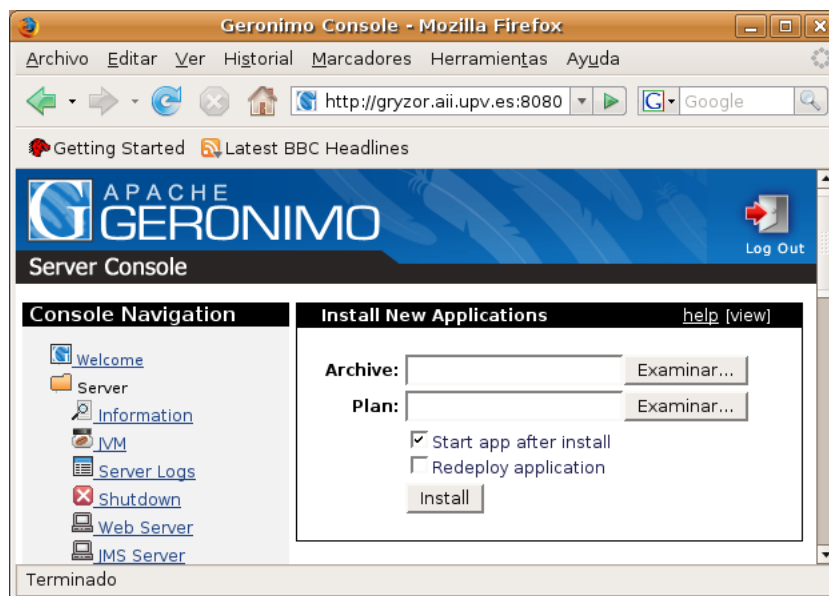 Geronimo Console - Mozilla Firefox
Archivo Editar Ver Historial Marcadores Herramientas Ayuda
http://gryzor.aii.upv.es:8080
G Google
Getting Started Latest BBC Headlines
G APACHE
GERONIMO
Log Out
Server Console
Console Navigation
Welcome
Server
Information
JVM
Server Logs
Shutdown
Web Server
JMS Server
Install New Applications help [view]
Archive: Examinar...
Plan: Examinar...
Start app after install
Redeploy application
Install
Terminado